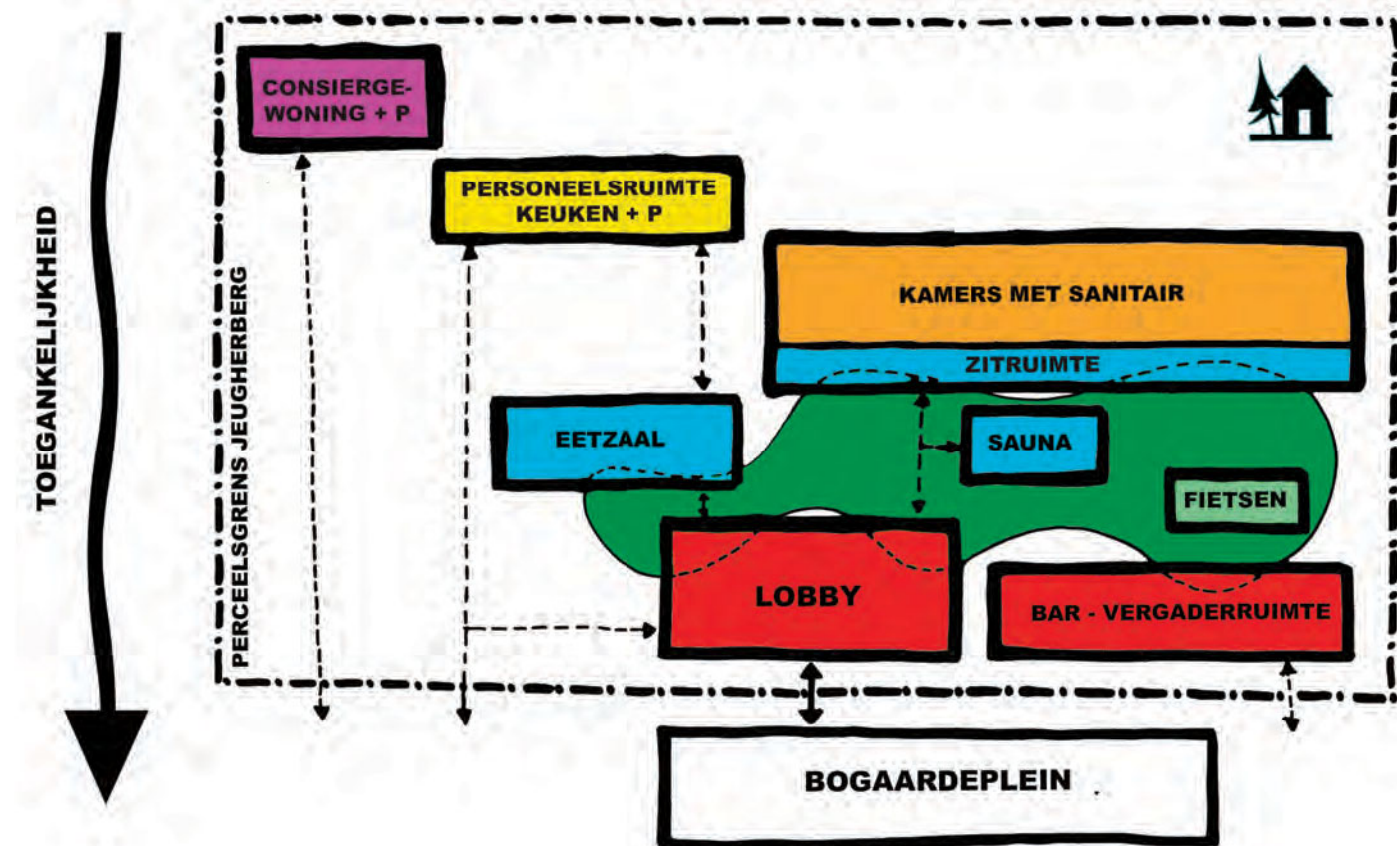 TOEGANKELIJKHEID
PERCEELSGRENS JEUGHERBERG
CONSIERGE-
WONING + P
PERSONEELSRUIMTE
KEUKEN + P
KAMERS MET SANITAIR
ZITRUIMTE
EETZAAL
SAUNA
FIETSEN
LOBBY
BAR - VERGADERRUIMTE
BOGAARDEPLEIN